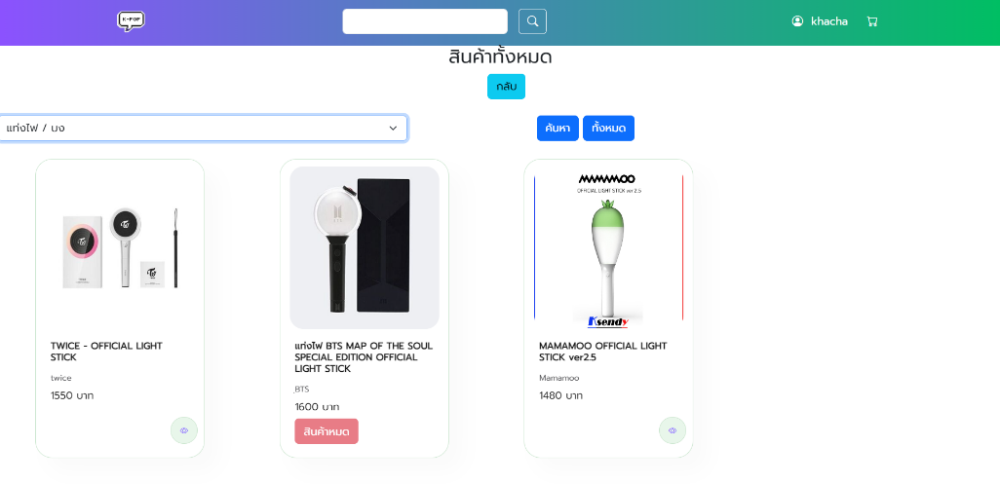 K-POP
khacha
สินค้าทั้งหมด
กลับ
แท่งไฟ / บง
ค้นหา
ทั้งหมด
MAMAMOO
OFFICIAL LIGHT STICK ver 2.5
Ksendy
TWICE - OFFICIAL LIGHT
STICK
twice
1550 บาท
แท่งไฟ BTS MAP OF THE SOUL
SPECIAL EDITION OFFICIAL
LIGHT STICK
BTS
1600 บาท
สินค้าหมด
MAMAMOO OFFICIAL LIGHT
STICK ver2.5
Mamamoo
1480 บาท